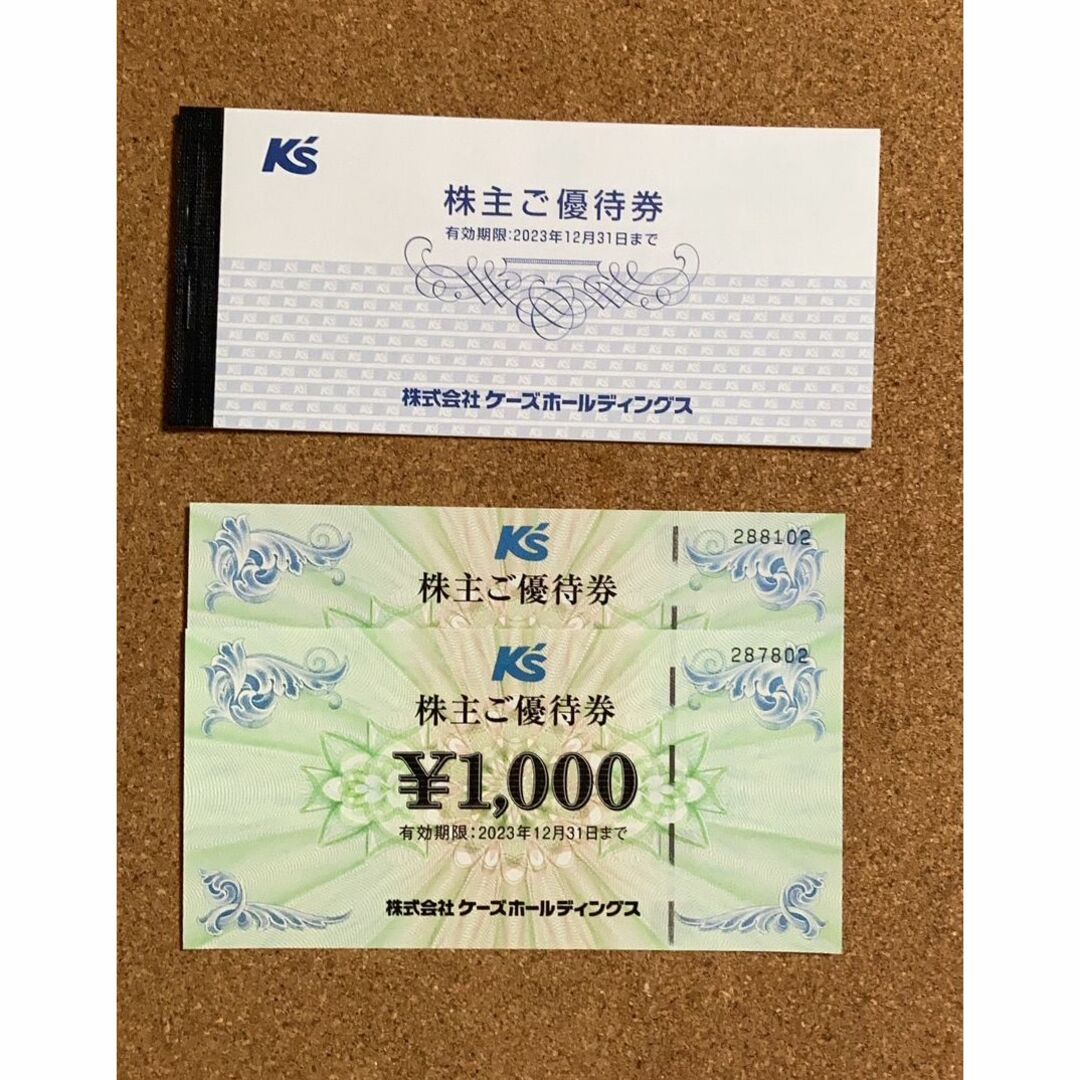 K's
株主ご優待券
有効期限:2023年12月31日まで
株式会社 ケーズホールディングス
K's
288102
株主ご優待券
K's
287802
株主ご優待券
¥1,000
有効期限:2023年12月31日まで
株式会社 ケーズホールディングス